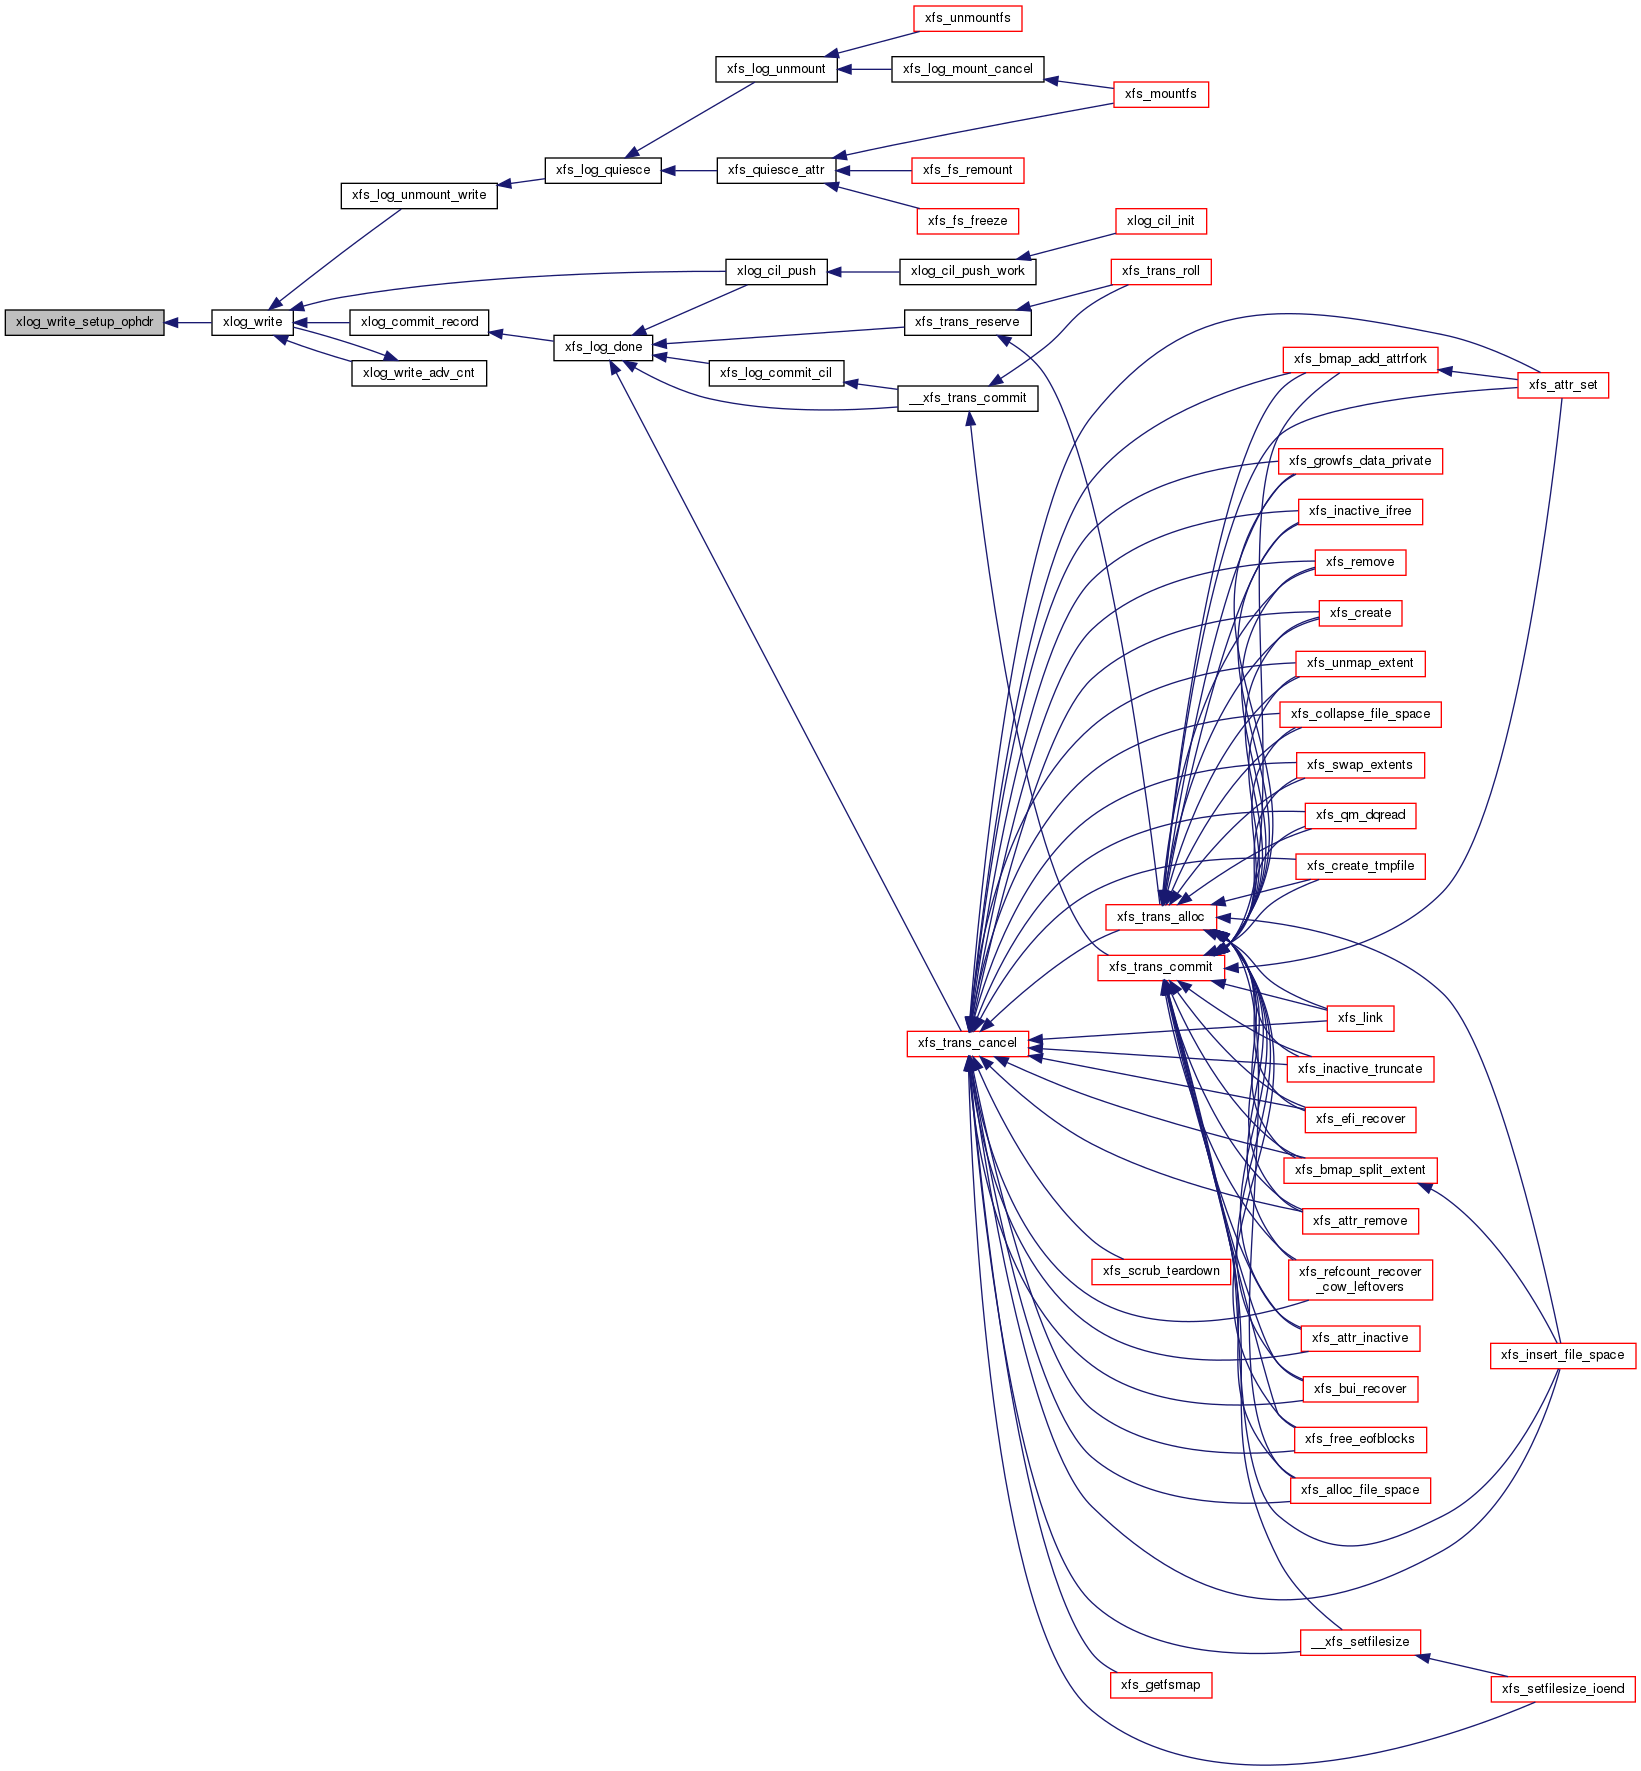 xfs_unmountfs
xfs_log_unmount
xfs_log_mount_cancel
xfs_mountfs
xfs_log_quiesce
xfs_quiesce_attr
xfs_fs_remount
xfs_log_unmount_write
xfs_fs_freeze
xlog_cil_init
xlog_cil_push
xlog_cil_push_work
xfs_trans_roll
xlog_write_setup_ophdr
xlog_write
xlog_commit_record
xfs_trans_reserve
xfs_log_done
xfs_bmap_add_attrfork
xlog_write_adv_cnt
xfs_log_commit_cil
xfs_attr_set
__xfs_trans_commit
xfs_growfs_data_private
xfs_inactive_ifree
xfs_remove
xfs_create
xfs_unmap_extent
xfs_collapse_file_space
xfs_swap_extents
xfs_qm_dqread
xfs_create_tmpfile
xfs_trans_alloc
xfs_trans_commit
xfs_link
xfs_trans_cancel
xfs_inactive_truncate
xfs_efi_recover
xfs_bmap_split_extent
xfs_attr_remove
xfs_scrub_teardown
xfs_refcount_recover
_cow_leftovers
xfs_attr_inactive
xfs_insert_file_space
xfs_bui_recover
xfs_free_eofblocks
xfs_alloc_file_space
__xfs_setfilesize
xfs_getfsmap
xfs_setfilesize_ioend